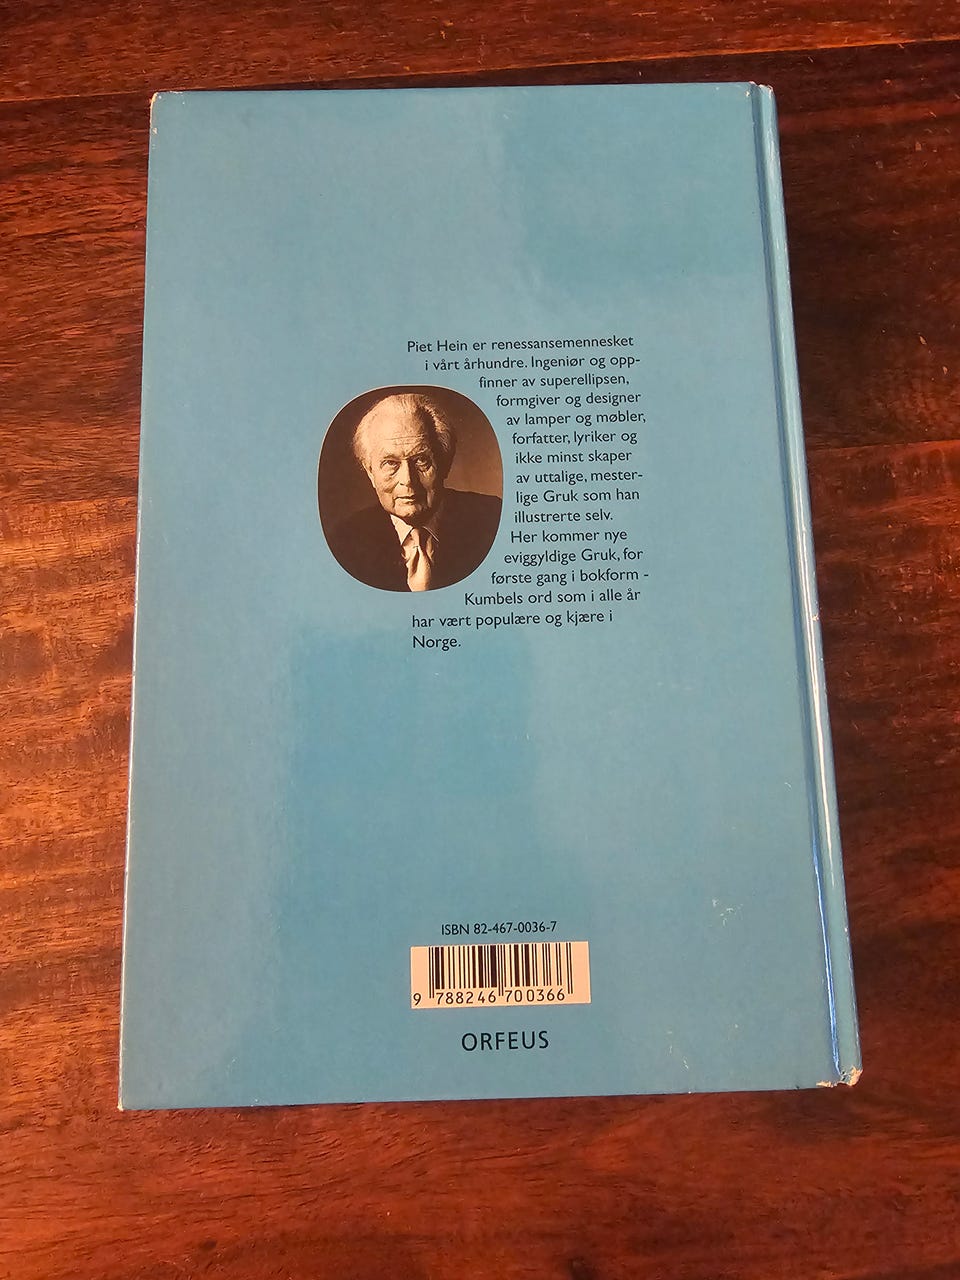 Piet Hein er renessansemennesket
i vårt århundre. Ingeniør og opp-
finner av superellipsen,
formgiver og designer
av lamper og møbler,
forfatter, lyriker og
ikke minst skaper
av uttalige, mester-
lige Gruk som han
illustrerte selv.
Her kommer nye
eviggyldige Gruk, for
første gang i bokform -
Kumbels ord som i alle år
har vært populære og kjære i
Norge.
ISBN 82-467-0036-7
9 788246 700366
ORFEUS